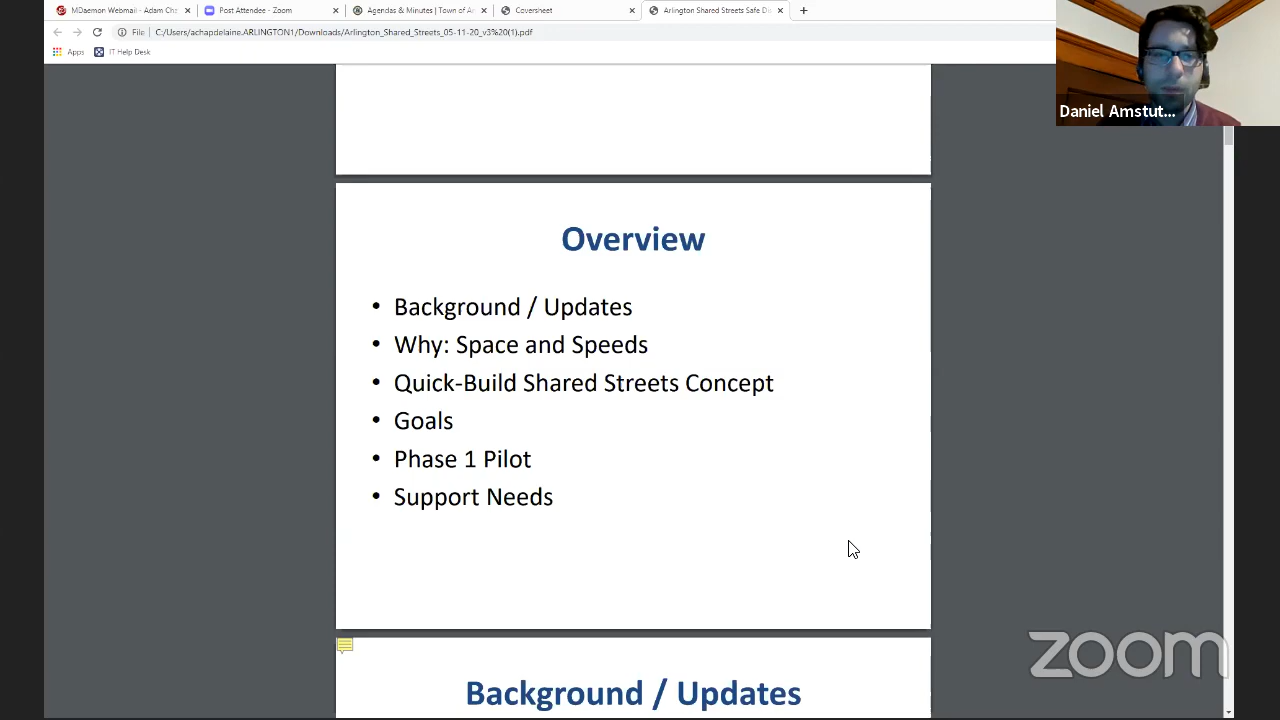 MDaemon Webmail - Adam Cha
Post Attendee - Zoom
Agendas & Minutes | Town of Ar
Coversheet
Arlington Shared Streets Safe Di
File
C:/Users/achapdelaine.ARLINGTON1/Downloads/Arlington_Shared_Streets_05-11-20_v3%20(1).pdf
Apps
IT Help Desk
Daniel Amstut...
Overview
• Background / Updates
• Why: Space and Speeds
• Quick-Build Shared Streets Concept
• Goals
• Phase 1 Pilot
• Support Needs
zoom
Background / Updates